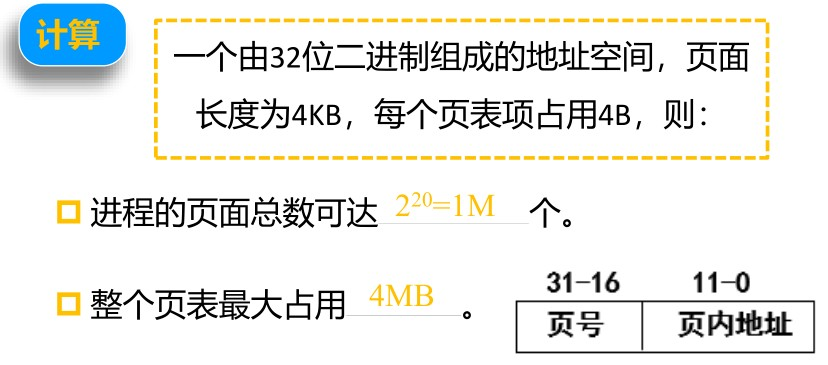 计算
一个由32位二进制组成的地址空间，页面
长度为4KB，每个页表项占用4B，则：
进程的页面总数可达 2²⁰=1M 个。
整个页表最大占用 4MB 。
31-16 11-0
页号 页内地址